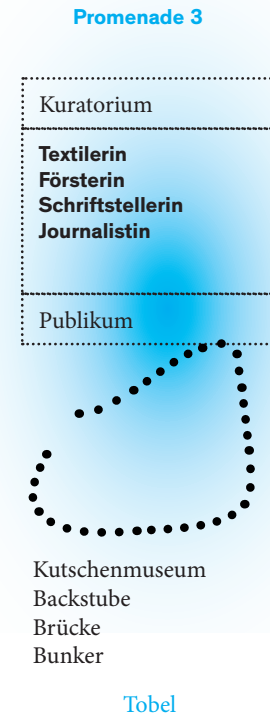 Promenade 3
Kuratorium
Textilerin
Försterin
Schriftstellerin
Journalistin
Publikum
Kutschenmuseum
Backstube
Brücke
Bunker
Tobel